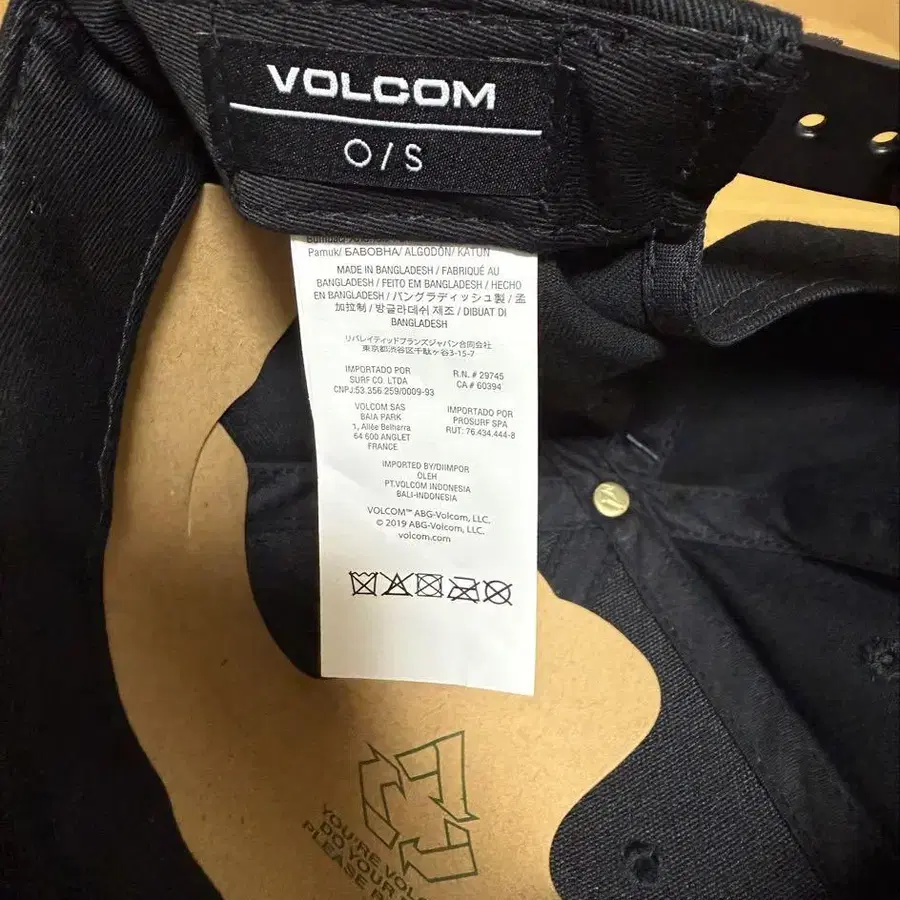 VOLCOM
O/S
Pamuk/ БАВОВНА/ ALGODÓN/ KATUN
MADE IN BANGLADESH / FABRIQUÉ AU
BANGLADESH / FEITO EM BANGLADESH / HECHO
EN BANGLADESH / バングラディッシュ製 / 孟
加拉制 / 방글라데쉬 제조 / DIBUAT DI
BANGLADESH
リバレイティッドブランズジャパン合同会社
東京都渋谷区千駄ヶ谷3-15-7
IMPORTADO POR
SURF CO. LTDA
CNPJ:53.356.259/0009-93
R.N. # 29745
CA # 60394
VOLCOM SAS
BAIA PARK
1, Allée Belharra
64 600 ANGLET
FRANCE
IMPORTADO POR
PROSURF SPA
RUT: 76.434.444-8
IMPORTED BY/DIIMPOR
OLEH
PT.VOLCOM INDONESIA
BALI-INDONESIA
VOLCOM™ ABG-Volcom, LLC.
© 2019 ABG-Volcom, LLC.
volcom.com
YOU'RE VOL
DO YOUR
PLEASE R